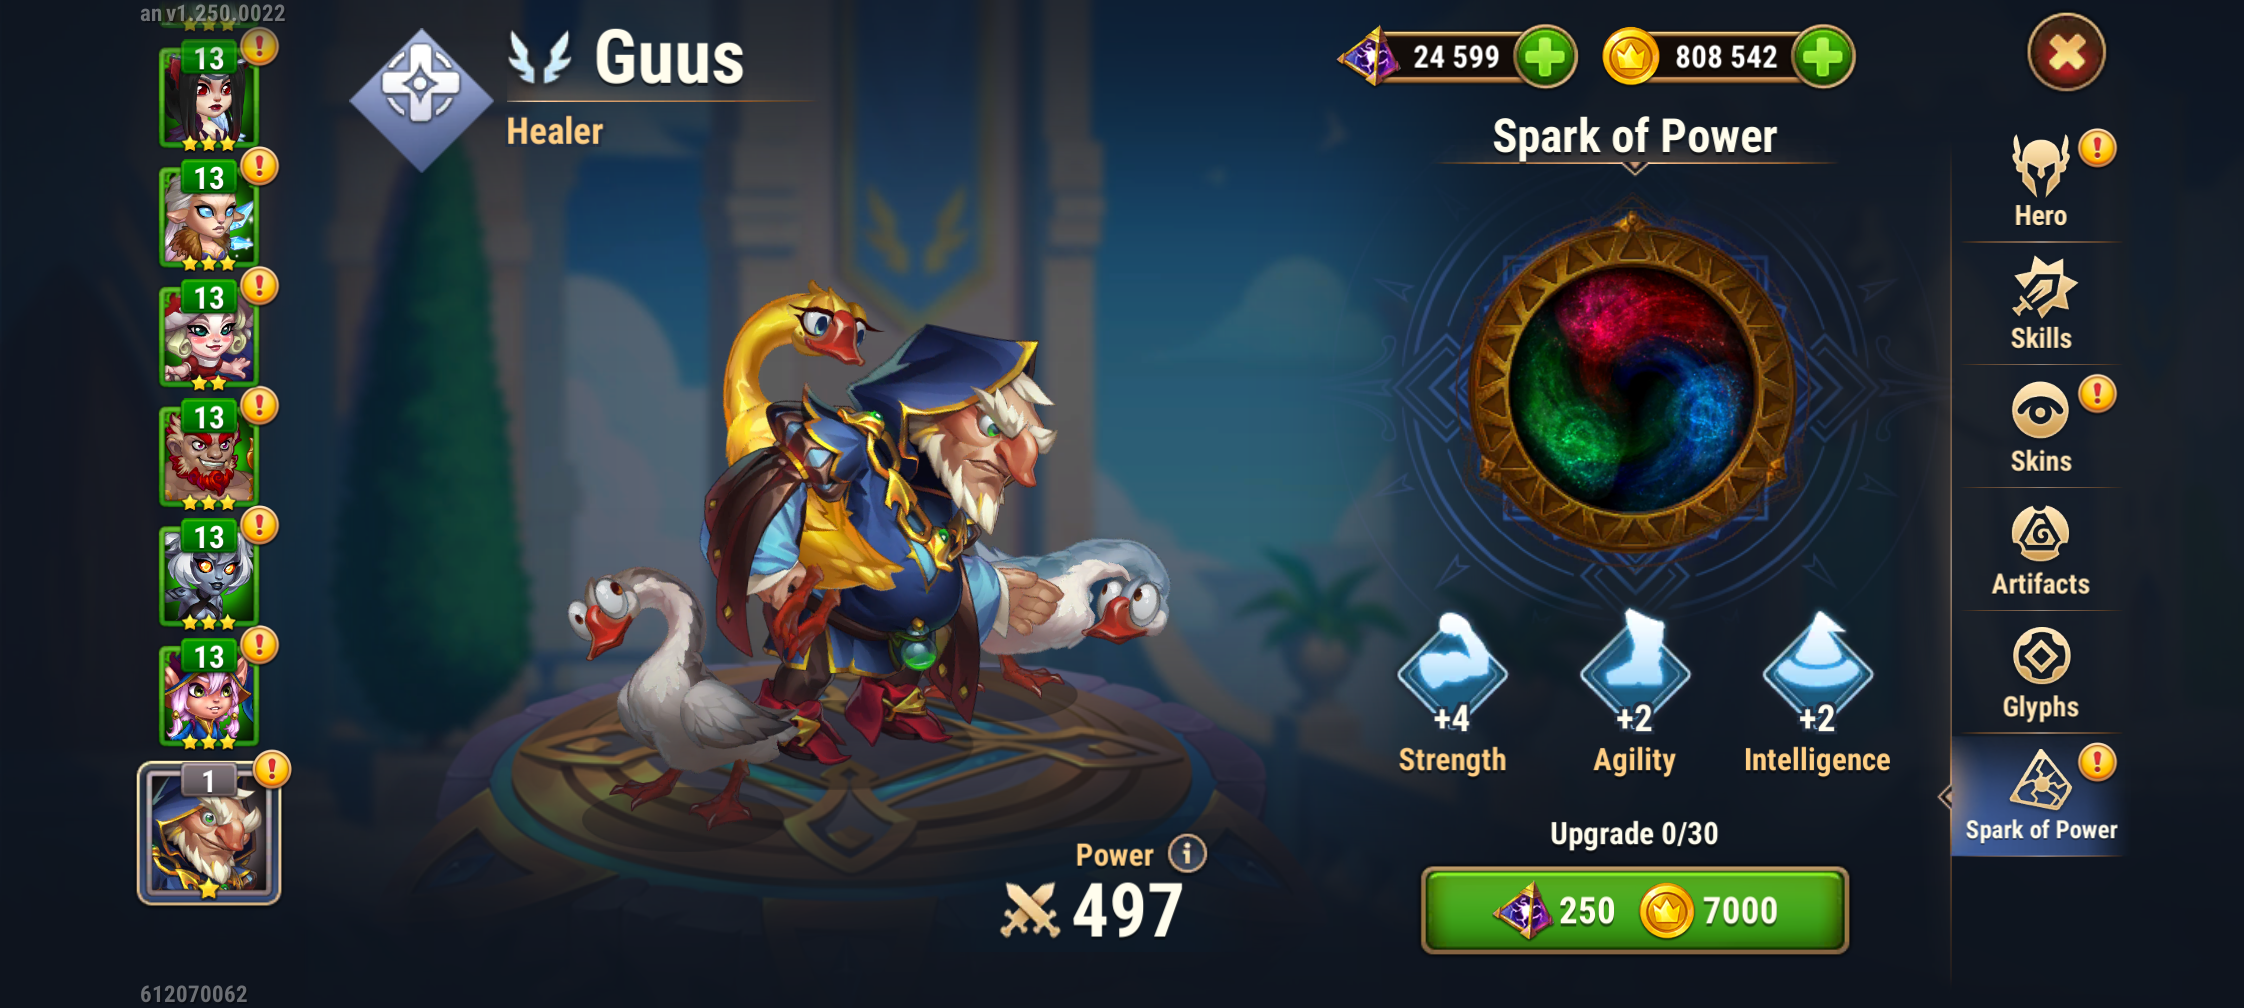 an v1.250.0022
Guus
Healer
24 599
808 542
Spark of Power
13
13
13
13
13
13
1
+4
+2
+2
Strength
Agility
Intelligence
Upgrade 0/30
250
7000
Power
497
Hero
Skills
Skins
Artifacts
Glyphs
Spark of Power
612070062